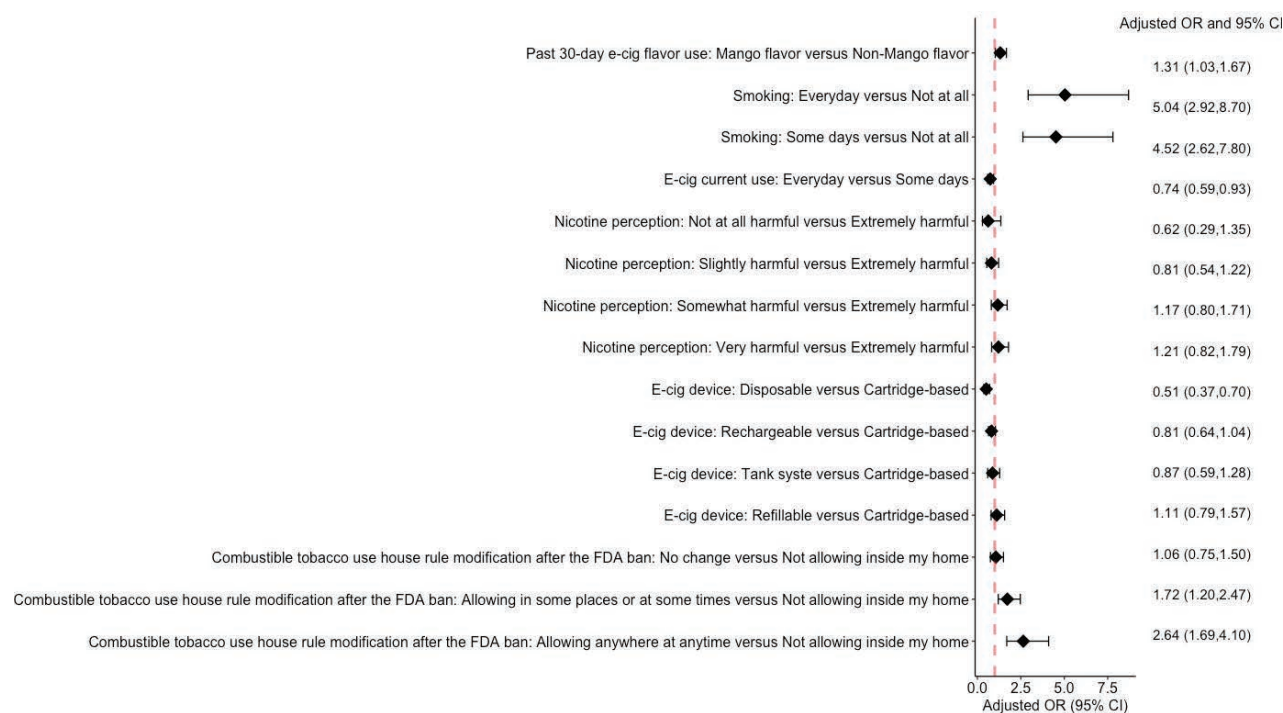 Adjusted OR and 95% CI
Past 30-day e-cig flavor use: Mango flavor versus Non-Mango flavor 1.31 (1.03,1.67)
Smoking: Everyday versus Not at all 5.04 (2.92,8.70)
Smoking: Some days versus Not at all 4.52 (2.62,7.80)
E-cig current use: Everyday versus Some days 0.74 (0.59,0.93)
Nicotine perception: Not at all harmful versus Extremely harmful 0.62 (0.29,1.35)
Nicotine perception: Slightly harmful versus Extremely harmful 0.81 (0.54,1.22)
Nicotine perception: Somewhat harmful versus Extremely harmful 1.17 (0.80,1.71)
Nicotine perception: Very harmful versus Extremely harmful 1.21 (0.82,1.79)
E-cig device: Disposable versus Cartridge-based 0.51 (0.37,0.70)
E-cig device: Rechargeable versus Cartridge-based 0.81 (0.64,1.04)
E-cig device: Tank syste versus Cartridge-based 0.87 (0.59,1.28)
E-cig device: Refillable versus Cartridge-based 1.11 (0.79,1.57)
Combustible tobacco use house rule modification after the FDA ban: No change versus Not allowing inside my home 1.06 (0.75,1.50)
Combustible tobacco use house rule modification after the FDA ban: Allowing in some places or at some times versus Not allowing inside my home 1.72 (1.20,2.47)
Combustible tobacco use house rule modification after the FDA ban: Allowing anywhere at anytime versus Not allowing inside my home 2.64 (1.69,4.10)
0.0 2.5 5.0 7.5
Adjusted OR (95% CI)